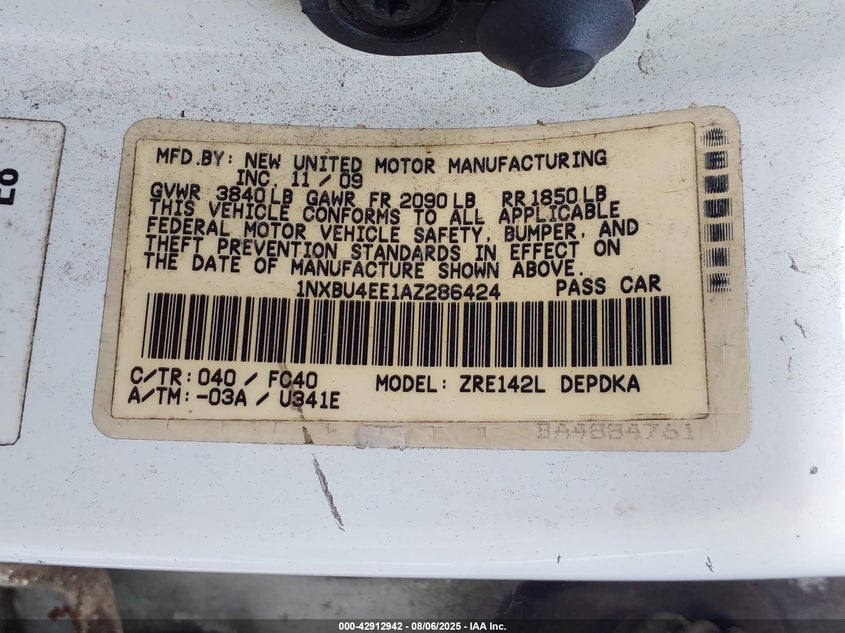 MFD.BY: NEW UNITED MOTOR MANUFACTURING
INC. 11 / 09
GVWR 3840 LB GAWR FR 2090 LB RR 1850 LB
THIS VEHICLE CONFORMS TO ALL APPLICABLE
FEDERAL MOTOR VEHICLE SAFETY, BUMPER, AND
THEFT PREVENTION STANDARDS IN EFFECT ON
THE DATE OF MANUFACTURE SHOWN ABOVE.
1NXBU4EE1AZ286424 PASS CAR
C/TR: 040 / FC40 MODEL: ZRE142L DEPDKA
A/TM: -03A / U341E
BA4884761
000-42912942 - 08/06/2025 - IAA Inc.